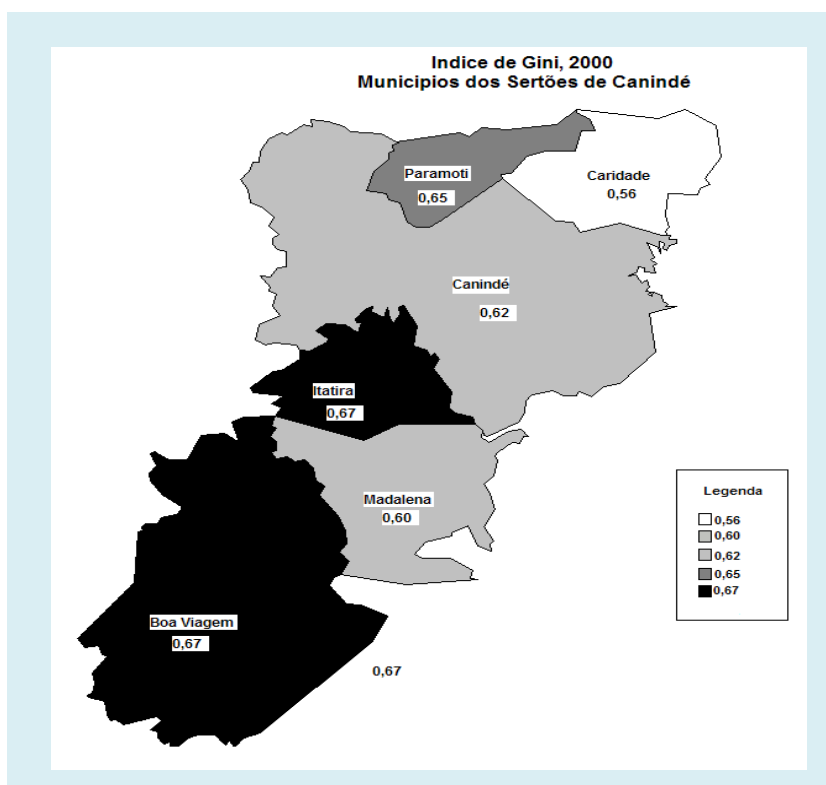 Indice de Gini, 2000
Municipios dos Sertões de Canindé
Paramoti
0,65
Caridade
0,56
Canindé
0,62
Itatira
0,67
Madalena
0,60
Boa Viagem
0,67
0,67
Legenda
0,56
0,60
0,62
0,65
0,67